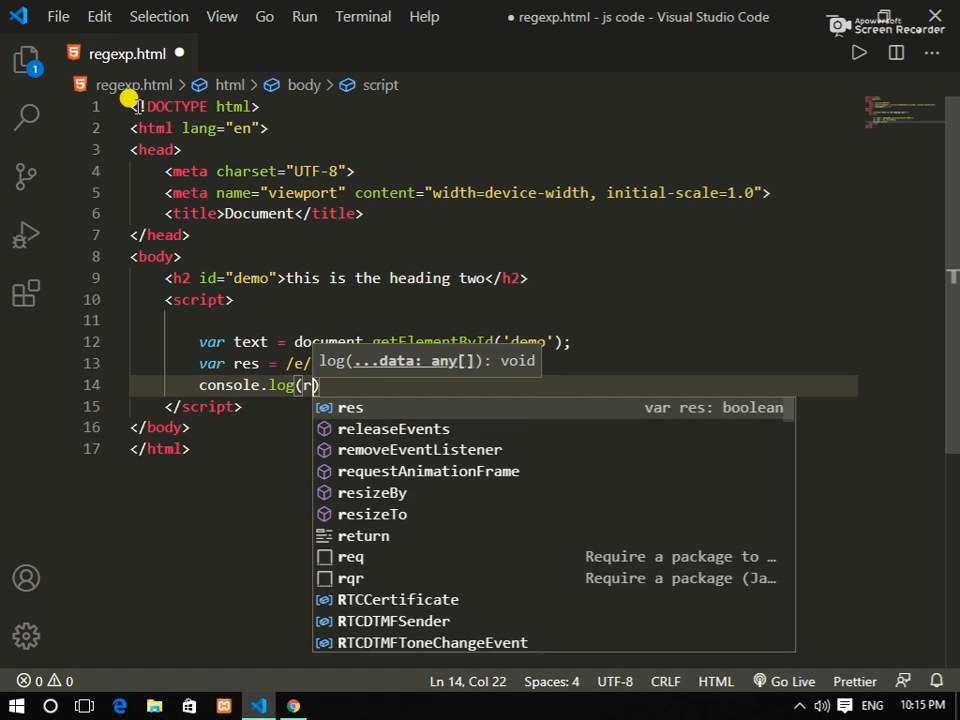 File Edit Selection View Go Run Terminal Help ● regexp.html - js code - Visual Studio Code
Apowersoft
Screen Recorder
regexp.html
1
regexp.html > html > body > script
1 <!DOCTYPE html>
2 <html lang="en">
3 <head>
4 <meta charset="UTF-8">
5 <meta name="viewport" content="width=device-width, initial-scale=1.0">
6 <title>Document</title>
7 </head>
8 <body>
9 <h2 id="demo">this is the heading two</h2>
10 <script>
11
12 var text = document.getElementById('demo');
13 var res = /e/
log(...data: any[]): void
14 console.log(r)
15 </script>
16 </body>
17 </html>
res var res: boolean
releaseEvents
removeEventListener
requestAnimationFrame
resizeBy
resizeTo
return
req Require a package to …
rqr Require a package (Ja…
RTCCertificate
RTCDTMFSender
RTCDTMFToneChangeEvent
0 0 Ln 14, Col 22 Spaces: 4 UTF-8 CRLF HTML Go Live Prettier
ENG 10:15 PM